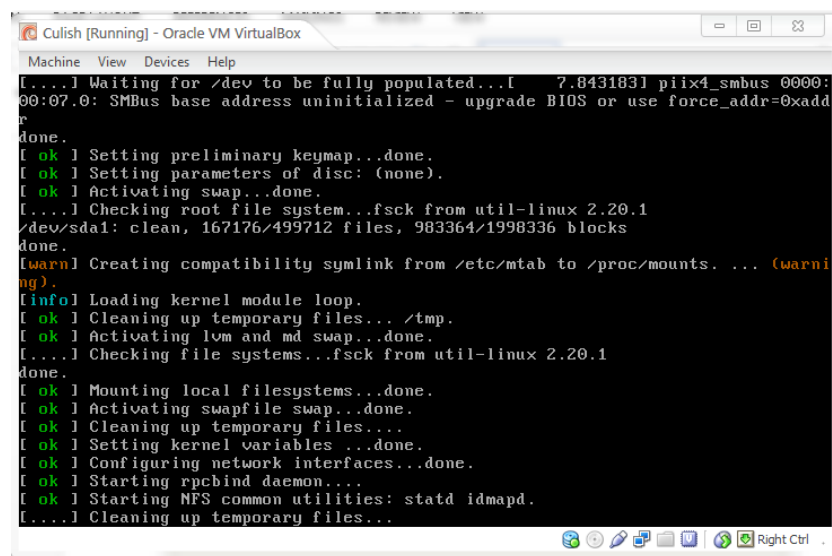 Culish [Running] - Oracle VM VirtualBox
Machine View Devices Help
[....] Waiting for /dev to be fully populated...[    7.843183] piix4_smbus 0000:
00:07.0: SMBus base address uninitialized - upgrade BIOS or use force_addr=0xadd
r
done.
[ ok ] Setting preliminary keymap...done.
[ ok ] Setting parameters of disc: (none).
[ ok ] Activating swap...done.
[....] Checking root file system...fsck from util-linux 2.20.1
/dev/sda1: clean, 167176/499712 files, 983364/1998336 blocks
done.
[warn] Creating compatibility symlink from /etc/mtab to /proc/mounts. ... (warni
ng).
[info] Loading kernel module loop.
[ ok ] Cleaning up temporary files... /tmp.
[ ok ] Activating lvm and md swap...done.
[....] Checking file systems...fsck from util-linux 2.20.1
done.
[ ok ] Mounting local filesystems...done.
[ ok ] Activating swapfile swap...done.
[ ok ] Cleaning up temporary files....
[ ok ] Setting kernel variables ...done.
[ ok ] Configuring network interfaces...done.
[ ok ] Starting rpcbind daemon....
[ ok ] Starting NFS common utilities: statd idmapd.
[....] Cleaning up temporary files...
Right Ctrl